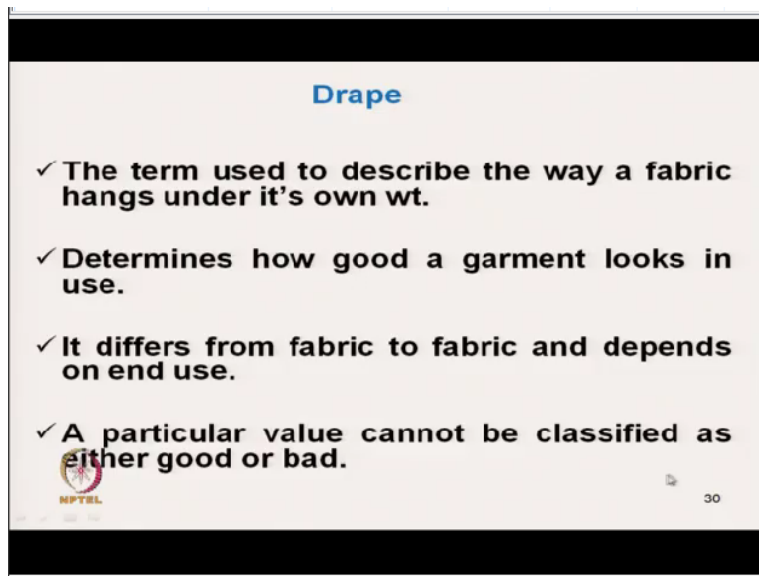 Drape
✓ The term used to describe the way a fabric
hangs under it's own wt.
✓ Determines how good a garment looks in
use.
✓ It differs from fabric to fabric and depends
on end use.
✓ A particular value cannot be classified as
either good or bad.
NPTEL
30